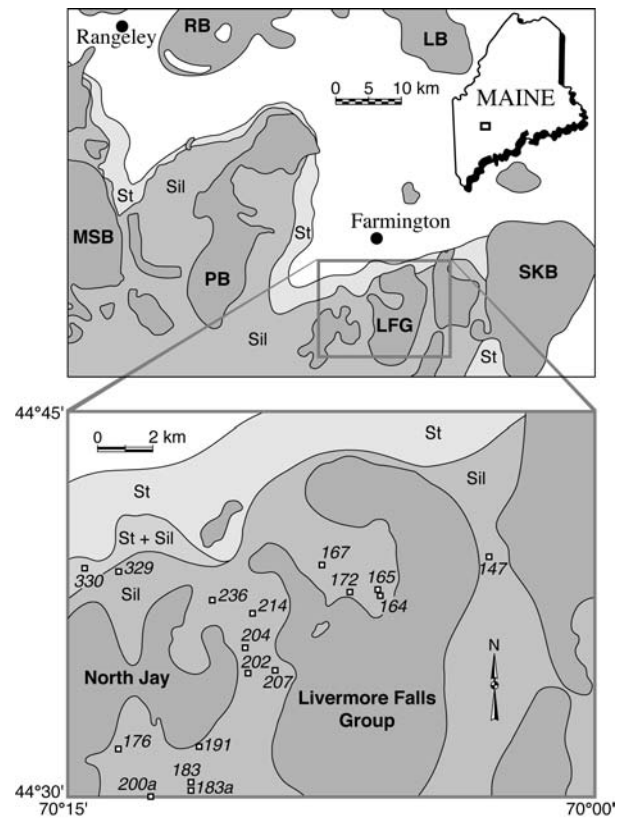 RB
Rangeley
LB
0 5 10 km
MAINE
St
Sil
MSB
St
Farmington
PB
SKB
LFG
Sil
St
44°45'
0 2 km
St
St
Sil
St + Sil
167
147
330
329
172
165
164
Sil
236
214
204
N
202
207
North Jay
Livermore Falls
Group
176
191
183
200a
183a
44°30'
70°15'
70°00'